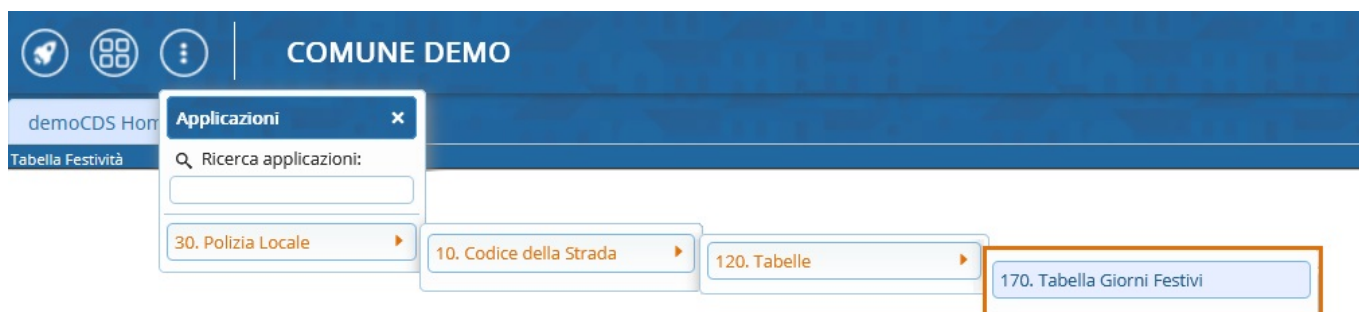 COMUNE DEMO
demoCDS Hom
Applicazioni
Tabella Festività
Ricerca applicazioni:
30. Polizia Locale
10. Codice della Strada
120. Tabelle
170. Tabella Giorni Festivi